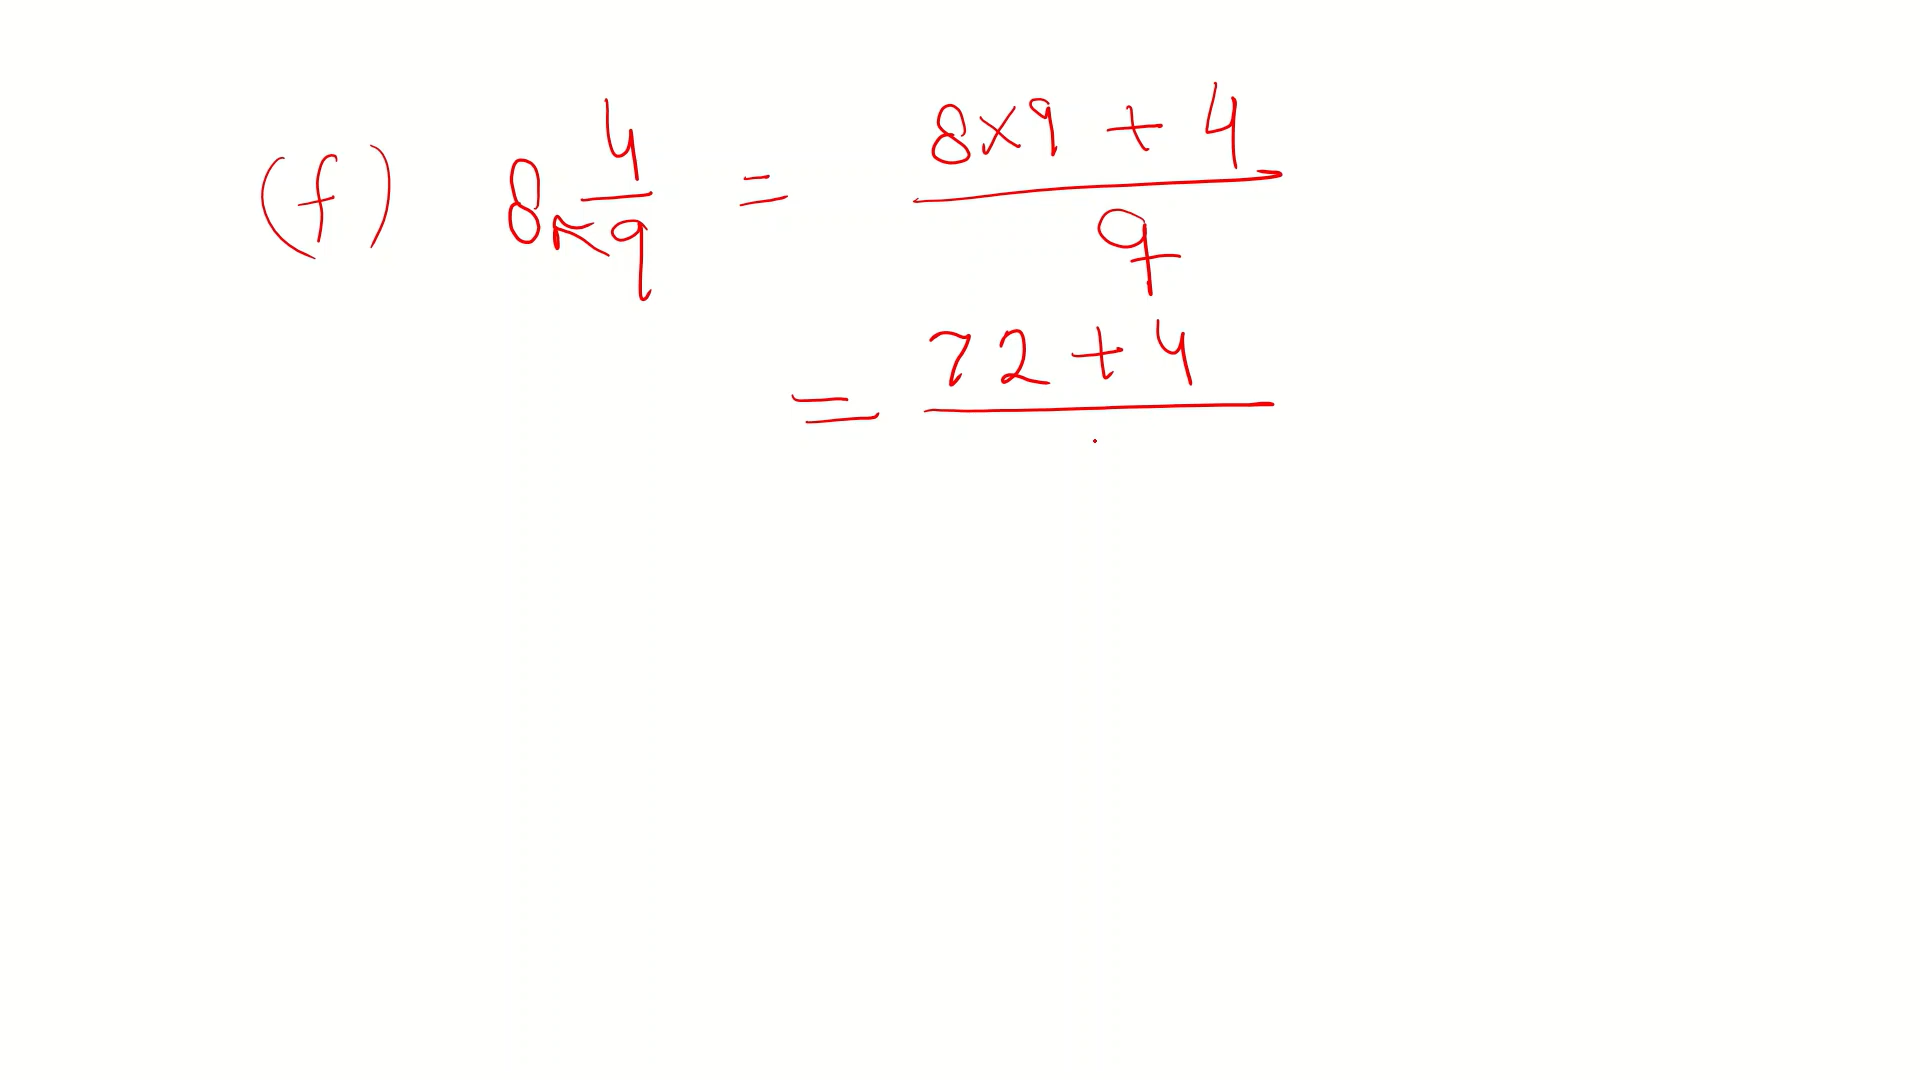 (f) 8 4/9 = 8×9 + 4 / 9
= 72 + 4